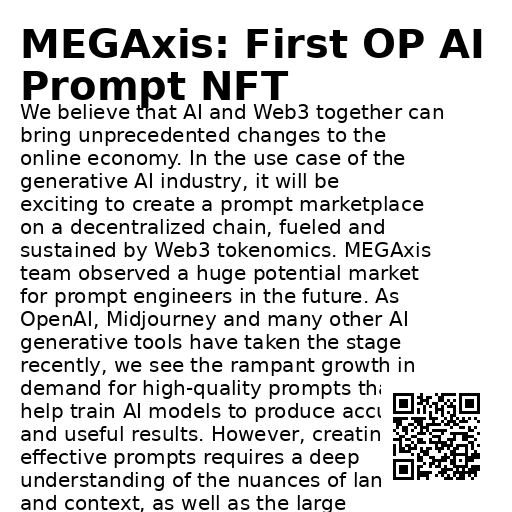 MEGAxis: First OP AI
Prompt NFT
We believe that AI and Web3 together can
bring unprecedented changes to the
online economy. In the use case of the
generative AI industry, it will be
exciting to create a prompt marketplace
on a decentralized chain, fueled and
sustained by Web3 tokenomics. MEGAxis
team observed a huge potential market
for prompt engineers in the future. As
OpenAI, Midjourney and many other AI
generative tools have taken the stage
recently, we see the rampant growth in
demand for high-quality prompts
help train AI models to produce
and useful results. However,
effective prompts requires a deep
understanding of the nuances of
and context, as well as the large